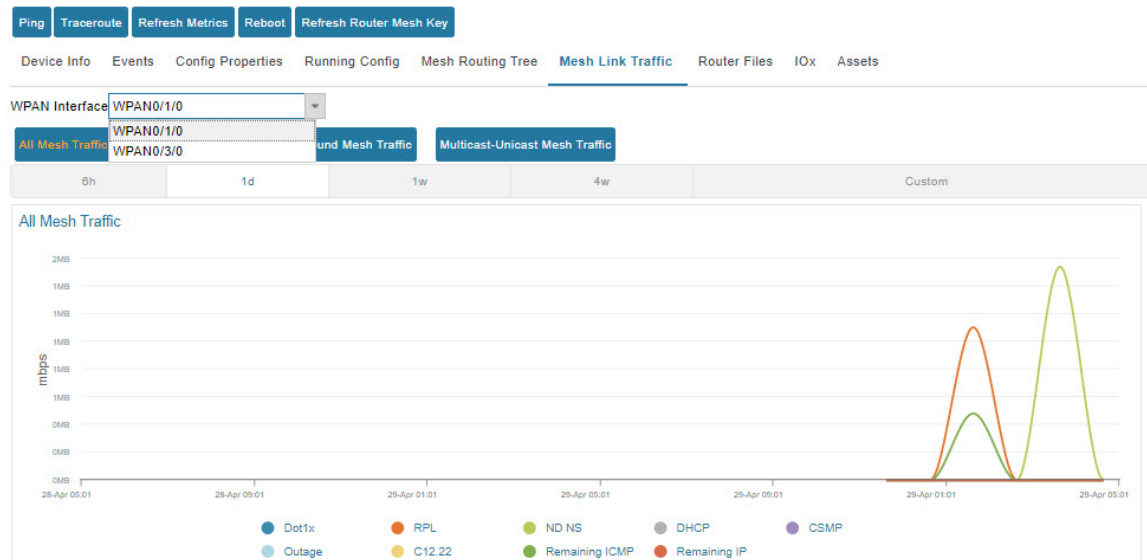 Ping Traceroute Refresh Metrics Reboot Refresh Router Mesh Key
Device Info Events Config Properties Running Config Mesh Routing Tree Mesh Link Traffic Router Files IOx Assets
WPAN Interface WPAN0/1/0
WPAN0/1/0
WPAN0/3/0
All Mesh Traffic und Mesh Traffic Multicast-Unicast Mesh Traffic
6h 1d 1w 4w Custom
All Mesh Traffic
2MB
1MB
1MB
1MB
1MB
1MB
0MB
0MB
0MB
mbps
28-Apr 05:01 28-Apr 09:01 29-Apr 01:01 29-Apr 05:01 29-Apr 09:01 29-Apr 01:01 29-Apr 05:01
Dot1x RPL ND NS DHCP CSMP
Outage C12.22 Remaining ICMP Remaining IP